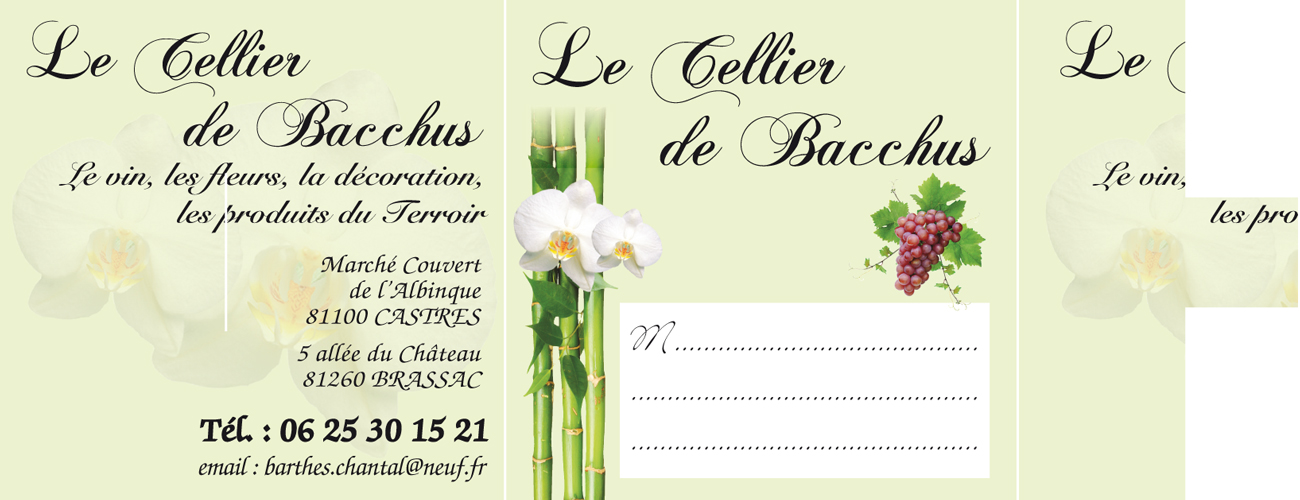 Le Cellier
de Bacchus
Le vin, les fleurs, la décoration,
les produits du Terroir
Marché Couvert
de l'Albinque
81100 CASTRES
5 allée du Château
81260 BRASSAC
Tél. : 06 25 30 15 21
email : barthes.chantal@neuf.fr
Le Cellier
de Bacchus
M.......................................
.......................................
.......................................
Le
Le vin,
les pro